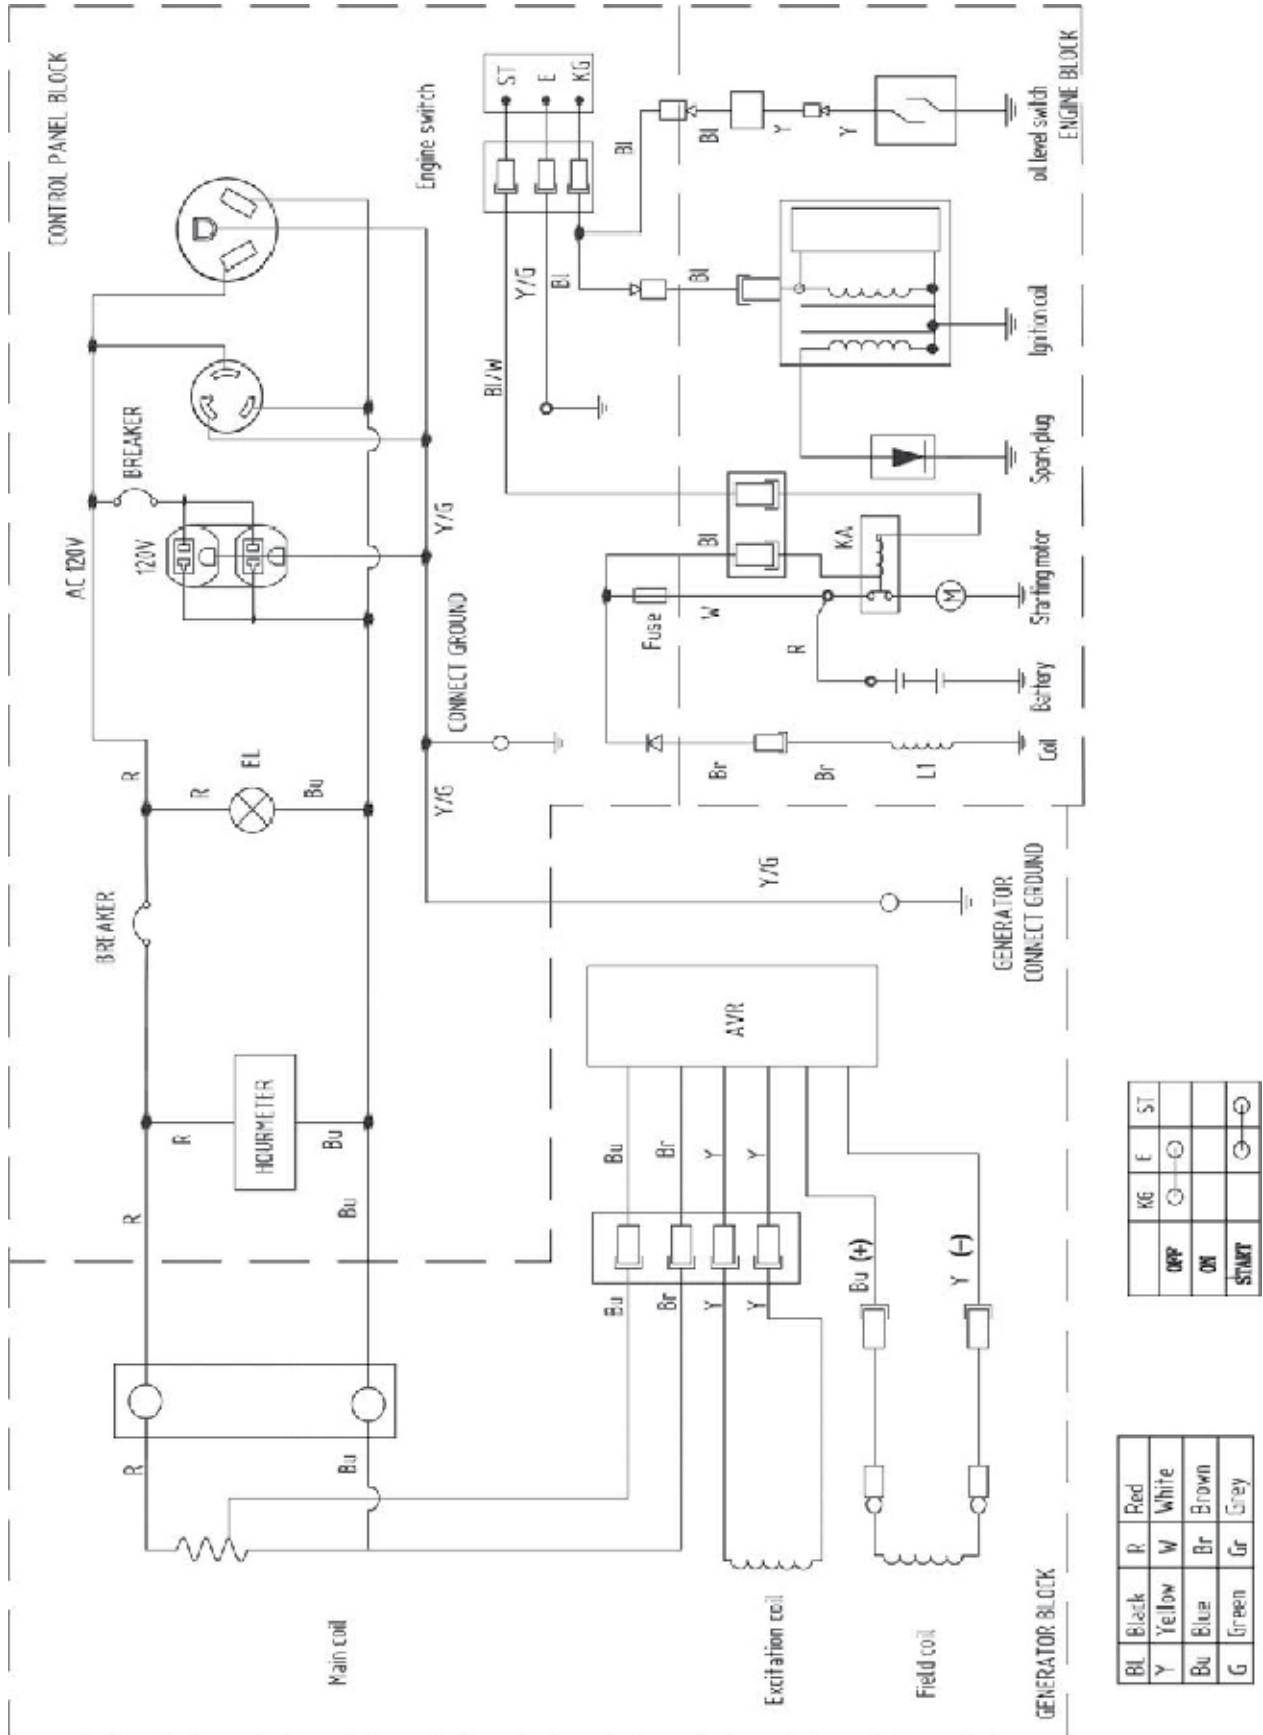 CONTROL PANEL BLOCK
ENGINE BLOCK
Engine switch
ST
E
KG
Bl
Bl
Y
Y
oil level switch
Y/G
Bl
Bl
Ignition coil
Bl/W
BREAKER
Spark plug
AC 120V
120V
Y/G
Bl
KA
M
Starting motor
Fuse
W
R
CONNECT GROUND
Battery
R
R
EL
Bu
Y/G
Br
Br
L1
Coil
Y/G
GENERATOR
CONNECT GROUND
BREAKER
AVR
R
HOURMETER
Bu
Bu
Br
Y
Y
R
Bu
Bu
Br
Y
Y
Bu (+)
Y (-)
R
Bu
Main coil
Excitation coil
Field coil
GENERATOR BLOCK
KG E ST
OFF
ON
START
BL Black R Red
Y Yellow W White
Bu Blue Br Brown
G Green Gr Grey